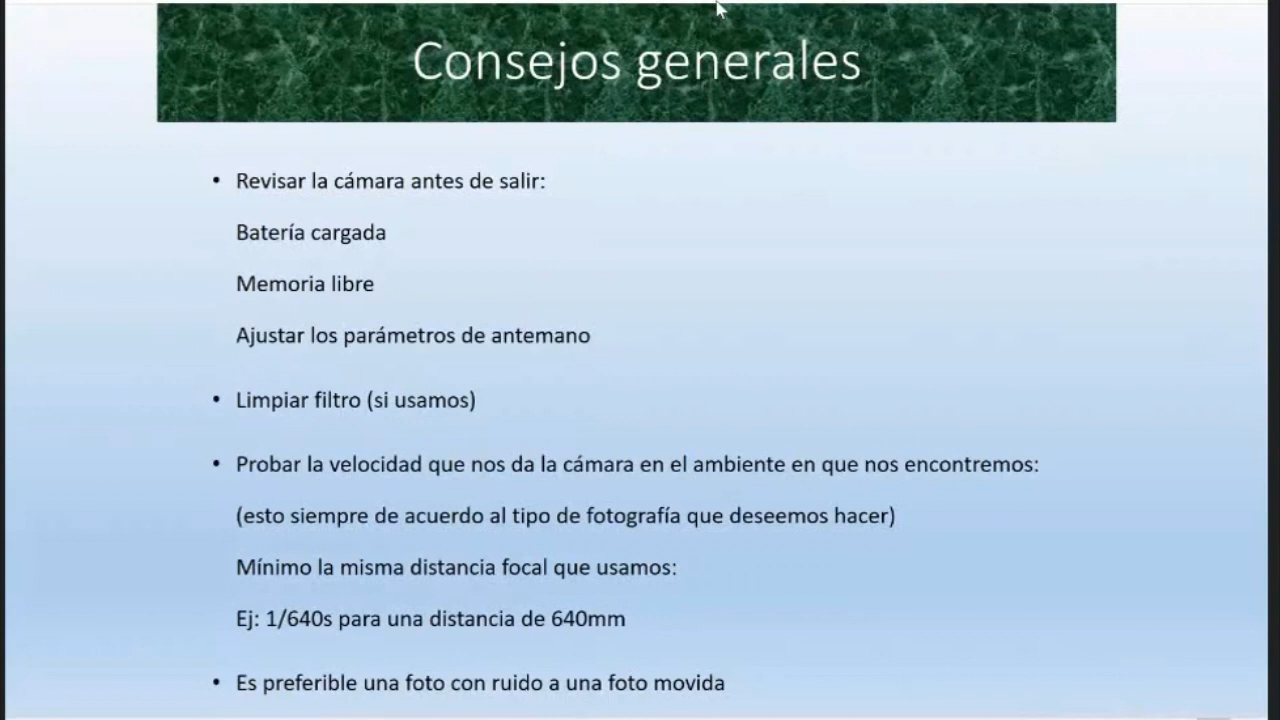 Consejos generales
• Revisar la cámara antes de salir:
Batería cargada
Memoria libre
Ajustar los parámetros de antemano
• Limpiar filtro (si usamos)
• Probar la velocidad que nos da la cámara en el ambiente en que nos encontremos:
(esto siempre de acuerdo al tipo de fotografía que deseemos hacer)
Mínimo la misma distancia focal que usamos:
Ej: 1/640s para una distancia de 640mm
• Es preferible una foto con ruido a una foto movida